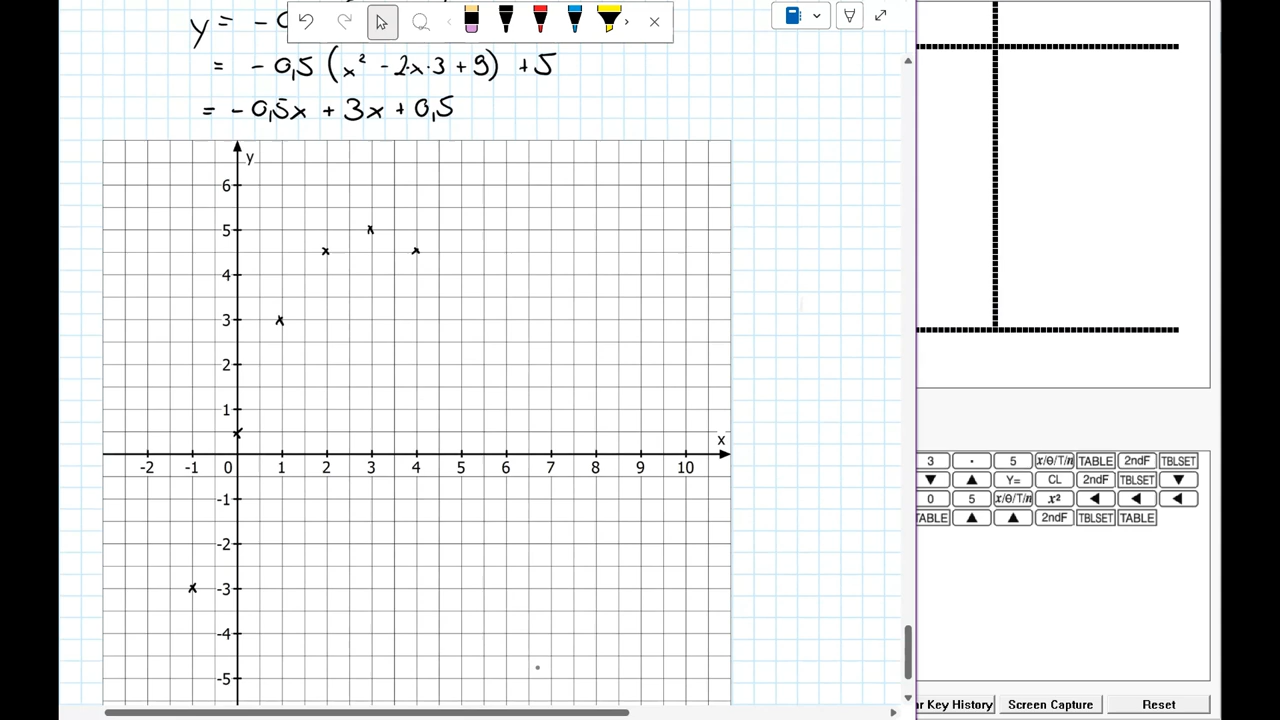 y = - 0
= - 0,5 (x² - 2·x·3 + 9) + 5
= - 0,5x + 3x + 0,5
y
6
5
4
3
2
1
x
-2 -1 0 1 2 3 4 5 6 7 8 9 10
-1
-2
-3
-4
-5
3 · 5 x/θ/T/n TABLE 2ndF TBLSET
▼ ▲ Y= CL 2ndF TBLSET ▼
0 5 x/θ/T/n x² ◀ ◀ ◀
TABLE ▲ ▲ 2ndF TBLSET TABLE
ar Key History Screen Capture Reset